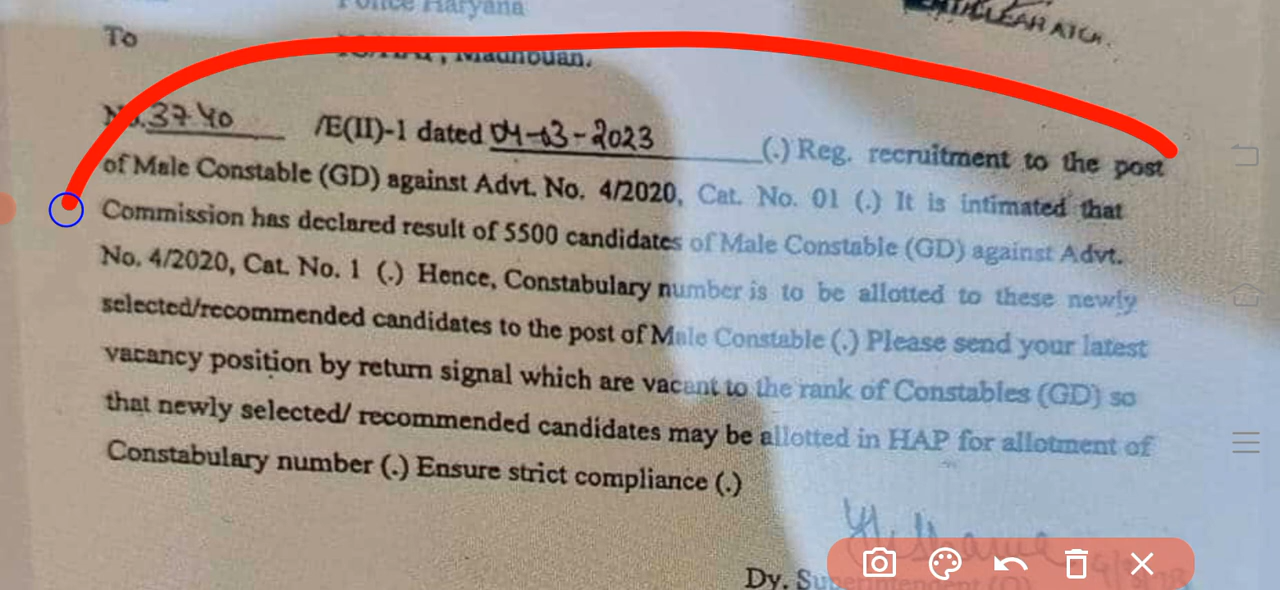 Police Haryana
To
Madhuban.
No. 3740 /E(II)-1 dated 04-03-2023 (.) Reg. recruitment to the post
of Male Constable (GD) against Advt. No. 4/2020, Cat. No. 01 (.) It is intimated that
Commission has declared result of 5500 candidates of Male Constable (GD) against Advt.
No. 4/2020, Cat. No. 1 (.) Hence, Constabulary number is to be allotted to these newly
selected/recommended candidates to the post of Male Constable (.) Please send your latest
vacancy position by return signal which are vacant to the rank of Constables (GD) so
that newly selected/ recommended candidates may be allotted in HAP for allotment of
Constabulary number (.) Ensure strict compliance (.)
Dy. Superintendent (O)